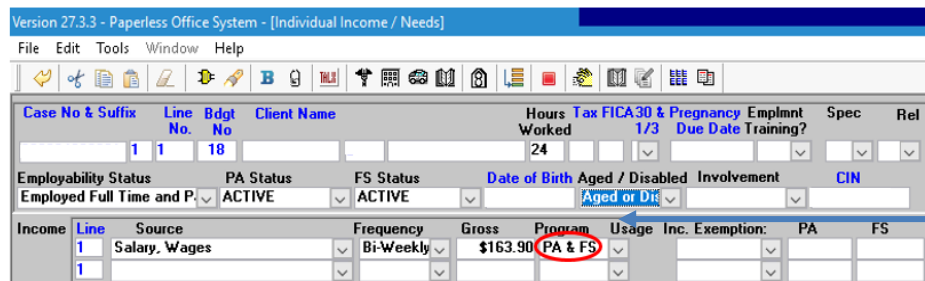 Version 27.3.3 - Paperless Office System - [Individual Income / Needs]
File Edit Tools Window Help
B
Case No & Suffix Line No. Bdgt No Client Name Hours Worked Tax FICA 30 & 1/3 Pregnancy Due Date Emplmnt Training? Spec Rel
1 1 18 24
Employability Status PA Status FS Status Date of Birth Aged / Disabled Involvement CIN
Employed Full Time and P. ACTIVE ACTIVE Aged or Dis
Income Line Source Frequency Gross Program Usage Inc. Exemption: PA FS
1 Salary, Wages Bi-Weekly $163.90 PA & FS
1